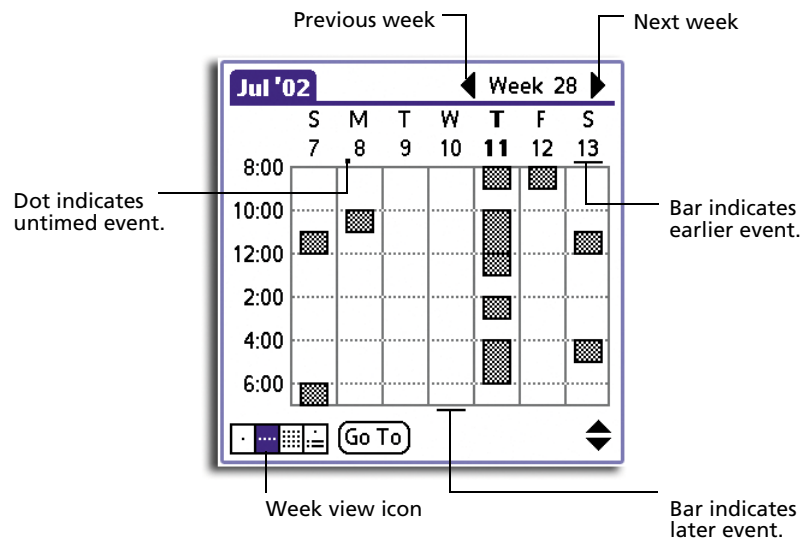 Previous week
Next week
Jul '02
Week 28
S M T W T F S
7 8 9 10 11 12 13
8:00
Dot indicates
untimed event.
Bar indicates
earlier event.
10:00
12:00
2:00
4:00
6:00
Go To
Week view icon
Bar indicates
later event.